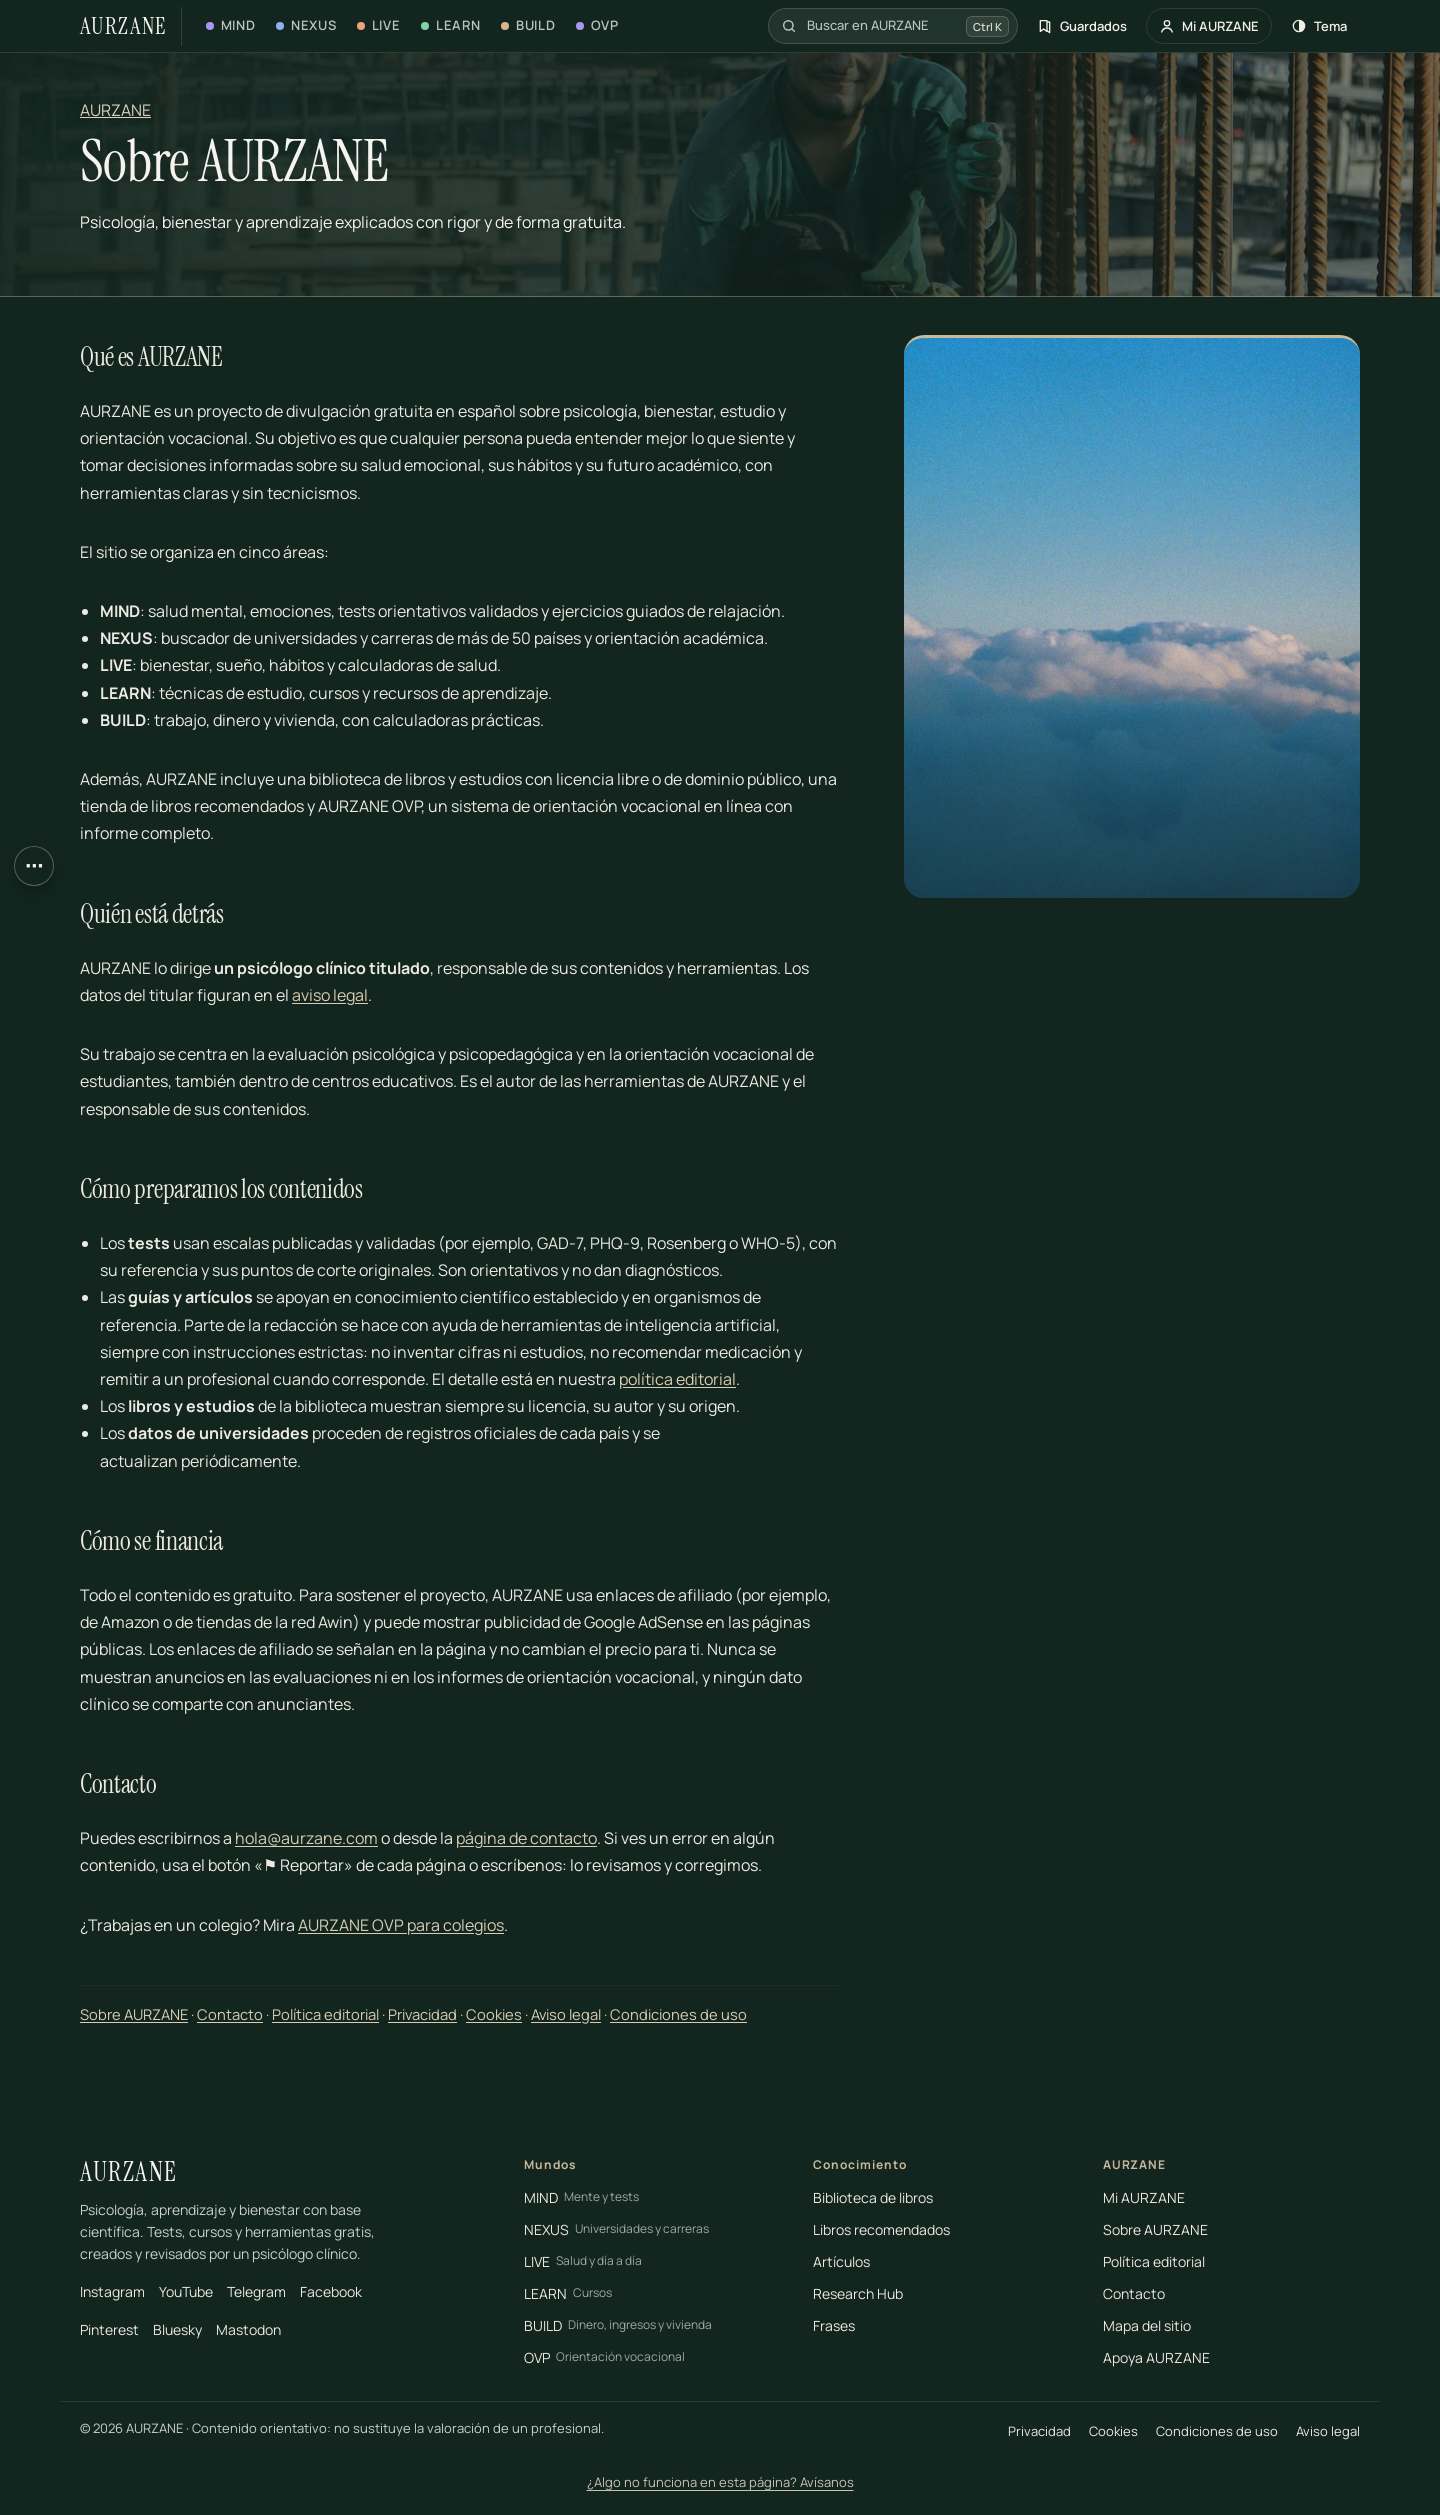 AURZANE
MIND
NEXUS
LIVE
LEARN
BUILD
OVP
Buscar en AURZANE
Ctrl K
Guardados
Mi AURZANE
Tema
AURZANE
Sobre AURZANE
Psicología, bienestar y aprendizaje explicados con rigor y de forma gratuita.
Qué es AURZANE
AURZANE es un proyecto de divulgación gratuita en español sobre psicología, bienestar, estudio y
orientación vocacional. Su objetivo es que cualquier persona pueda entender mejor lo que siente y
tomar decisiones informadas sobre su salud emocional, sus hábitos y su futuro académico, con
herramientas claras y sin tecnicismos.
El sitio se organiza en cinco áreas:
• MIND: salud mental, emociones, tests orientativos validados y ejercicios guiados de relajación.
• NEXUS: buscador de universidades y carreras de más de 50 países y orientación académica.
• LIVE: bienestar, sueño, hábitos y calculadoras de salud.
• LEARN: técnicas de estudio, cursos y recursos de aprendizaje.
• BUILD: trabajo, dinero y vivienda, con calculadoras prácticas.
Además, AURZANE incluye una biblioteca de libros y estudios con licencia libre o de dominio público, una
tienda de libros recomendados y AURZANE OVP, un sistema de orientación vocacional en línea con
informe completo.
Quién está detrás
AURZANE lo dirige un psicólogo clínico titulado, responsable de sus contenidos y herramientas. Los
datos del titular figuran en el aviso legal.
Su trabajo se centra en la evaluación psicológica y psicopedagógica y en la orientación vocacional de
estudiantes, también dentro de centros educativos. Es el autor de las herramientas de AURZANE y el
responsable de sus contenidos.
Cómo preparamos los contenidos
• Los tests usan escalas publicadas y validadas (por ejemplo, GAD-7, PHQ-9, Rosenberg o WHO-5), con
su referencia y sus puntos de corte originales. Son orientativos y no dan diagnósticos.
• Las guías y artículos se apoyan en conocimiento científico establecido y en organismos de
referencia. Parte de la redacción se hace con ayuda de herramientas de inteligencia artificial,
siempre con instrucciones estrictas: no inventar cifras ni estudios, no recomendar medicación y
remitir a un profesional cuando corresponde. El detalle está en nuestra política editorial.
• Los libros y estudios de la biblioteca muestran siempre su licencia, su autor y su origen.
• Los datos de universidades proceden de registros oficiales de cada país y se
actualizan periódicamente.
Cómo se financia
Todo el contenido es gratuito. Para sostener el proyecto, AURZANE usa enlaces de afiliado (por ejemplo,
de Amazon o de tiendas de la red Awin) y puede mostrar publicidad de Google AdSense en las páginas
públicas. Los enlaces de afiliado se señalan en la página y no cambian el precio para ti. Nunca se
muestran anuncios en las evaluaciones ni en los informes de orientación vocacional, y ningún dato
clínico se comparte con anunciantes.
Contacto
Puedes escribirnos a hola@aurzane.com o desde la página de contacto. Si ves un error en algún
contenido, usa el botón «⚑ Reportar» de cada página o escríbenos: lo revisamos y corregimos.
¿Trabajas en un colegio? Mira AURZANE OVP para colegios.
Sobre AURZANE · Contacto · Política editorial · Privacidad · Cookies · Aviso legal · Condiciones de uso
AURZANE
Psicología, aprendizaje y bienestar con base
científica. Tests, cursos y herramientas gratis,
creados y revisados por un psicólogo clínico.
Instagram YouTube Telegram Facebook
Pinterest Bluesky Mastodon
Mundos
MIND Mente y tests
NEXUS Universidades y carreras
LIVE Salud y día a día
LEARN Cursos
BUILD Dinero, ingresos y vivienda
OVP Orientación vocacional
Conocimiento
Biblioteca de libros
Libros recomendados
Artículos
Research Hub
Frases
AURZANE
Mi AURZANE
Sobre AURZANE
Política editorial
Contacto
Mapa del sitio
Apoya AURZANE
© 2026 AURZANE · Contenido orientativo: no sustituye la valoración de un profesional.
Privacidad Cookies Condiciones de uso Aviso legal
¿Algo no funciona en esta página? Avísanos